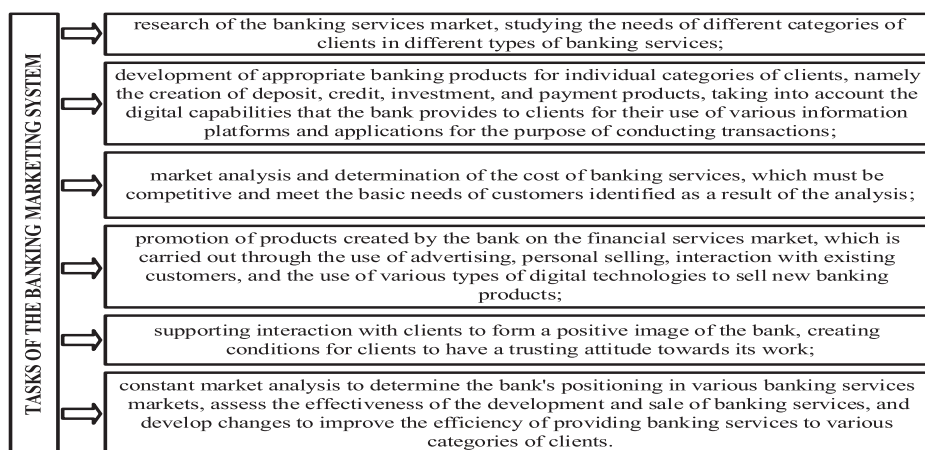 TASKS OF THE BANKING MARKETING SYSTEM
research of the banking services market, studying the needs of different categories of
clients in different types of banking services;
development of appropriate banking products for individual categories of clients, namely
the creation of deposit, credit, investment, and payment products, taking into account the
digital capabilities that the bank provides to clients for their use of various information
platforms and applications for the purpose of conducting transactions;
market analysis and determination of the cost of banking services, which must be
competitive and meet the basic needs of customers identified as a result of the analysis;
promotion of products created by the bank on the financial services market, which is
carried out through the use of advertising, personal selling, interaction with existing
customers, and the use of various types of digital technologies to sell new banking
products;
supporting interaction with clients to form a positive image of the bank, creating
conditions for clients to have a trusting attitude towards its work;
constant market analysis to determine the bank's positioning in various banking services
markets, assess the effectiveness of the development and sale of banking services, and
develop changes to improve the efficiency of providing banking services to various
categories of clients.